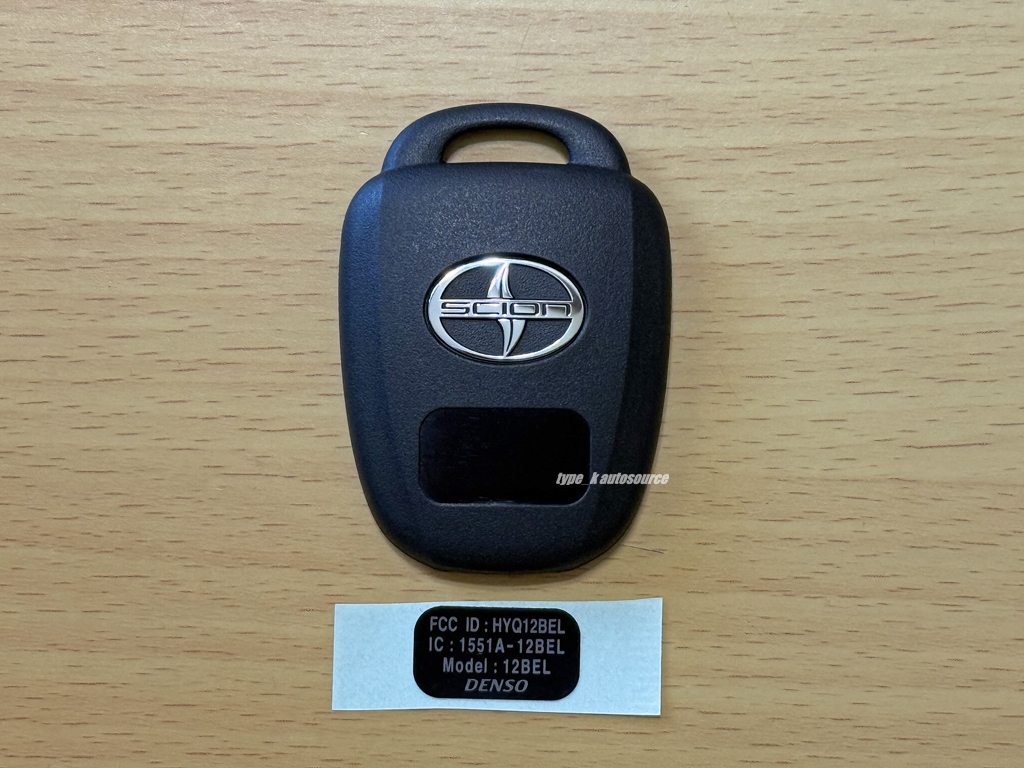 SCION
type_k autosource
FCC ID : HYQ12BEL
IC : 1551A-12BEL
Model : 12BEL
DENSO